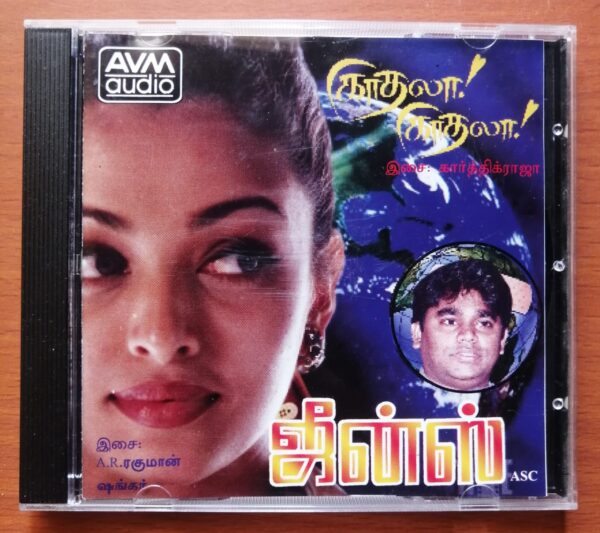 AVM
audio
காதலா!
காதலா!
இசை: கார்த்திக்ராஜா
ஜீன்ஸ்
ASC
இசை:
A.R.ரகுமான்
ஷங்கர்